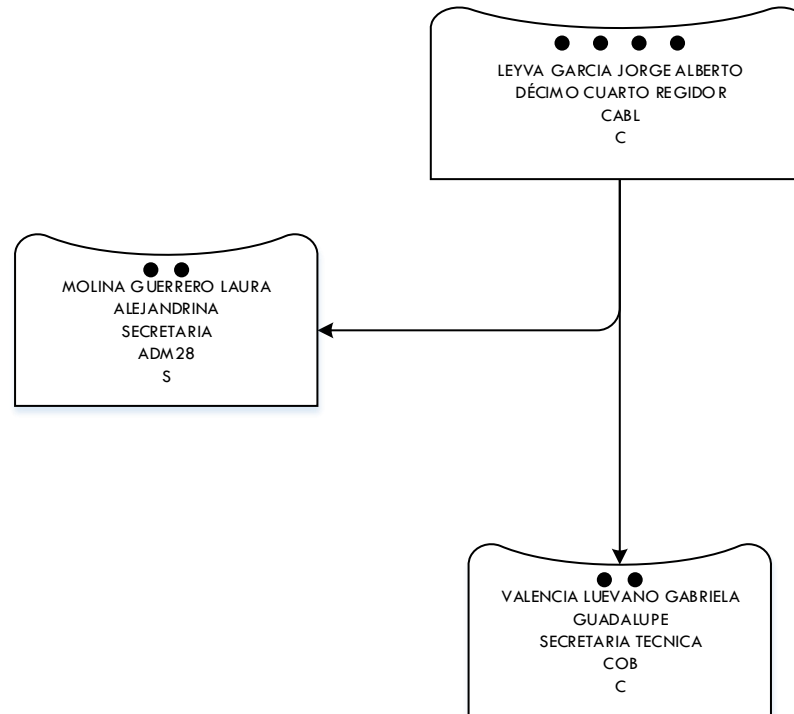 LEYVA GARCIA JORGE ALBERTO
DÉCIMO CUARTO REGIDOR
CABL
C
MOLINA GUERRERO LAURA
ALEJANDRINA
SECRETARIA
ADM28
S
VALENCIA LUEVANO GABRIELA
GUADALUPE
SECRETARIA TECNICA
COB
C